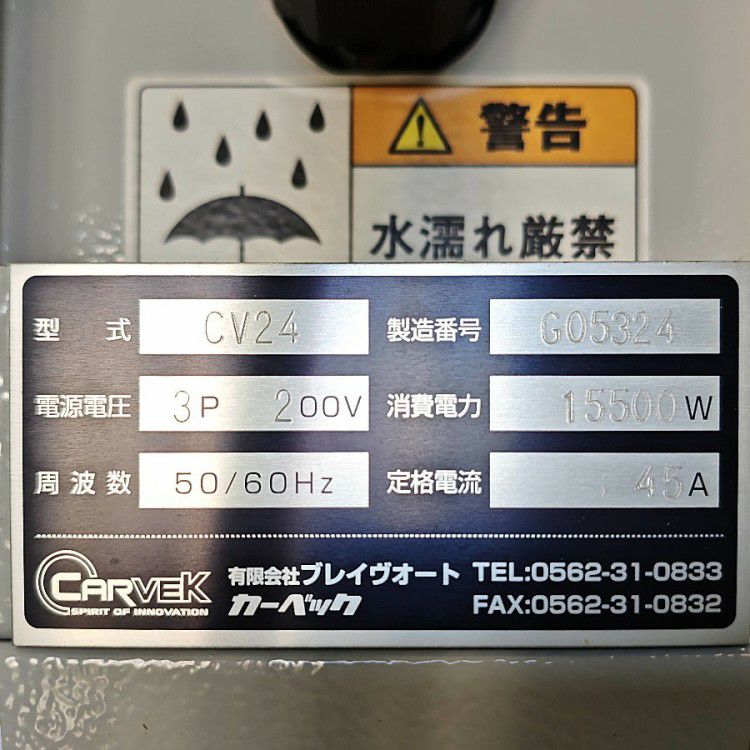 警告
水濡れ厳禁
型式 CV24 製造番号 G05324
電源電圧 3P 200V 消費電力 15500W
周波数 50/60Hz 定格電流 45A
CARVEK 有限会社ブレイヴオート TEL:0562-31-0833
SPIRIT OF INNOVATION カーベック FAX:0562-31-0832